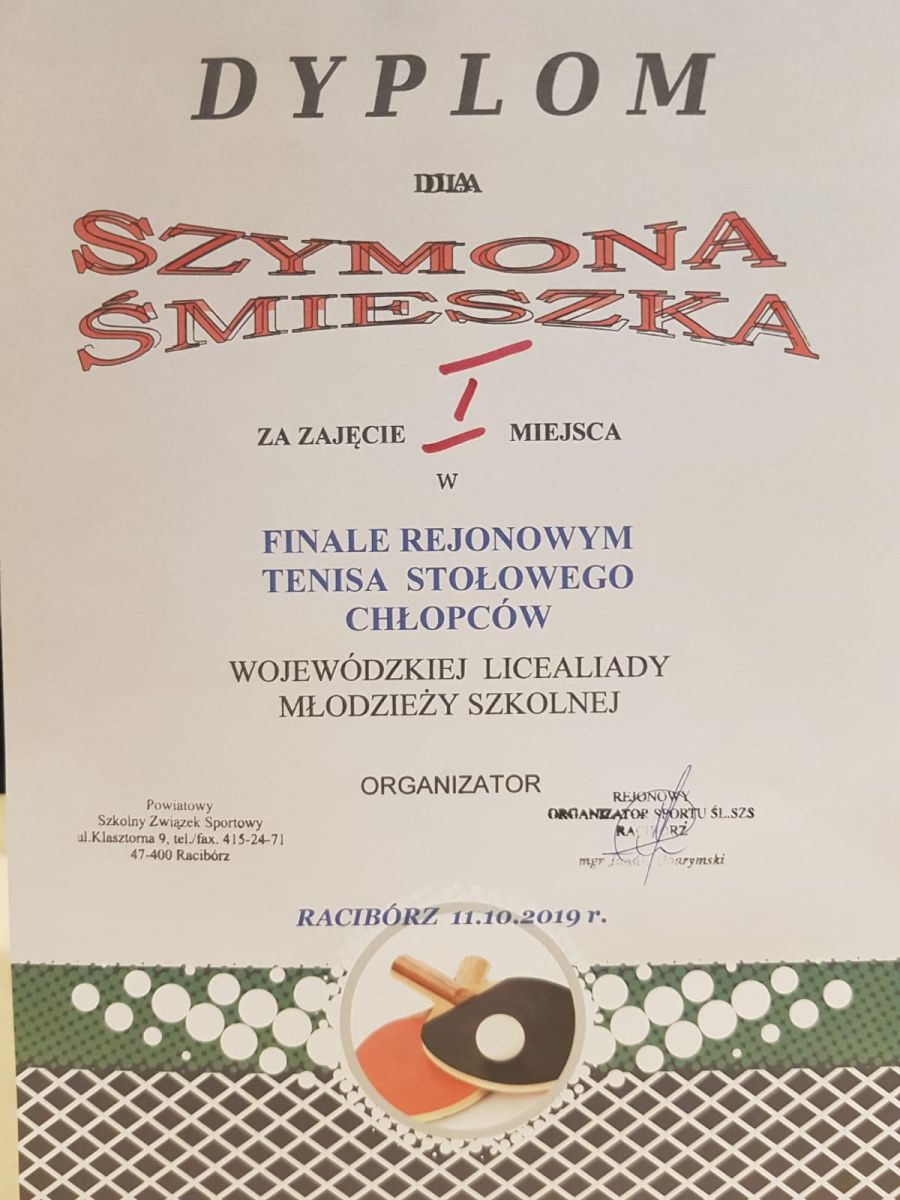 DYPLOM
DLA
SZYMONA
ŚMIESZKA
ZA ZAJĘCIE I MIEJSCA
W
FINALE REJONOWYM
TENISA STOŁOWEGO
CHŁOPCÓW
WOJEWÓDZKIEJ LICEALIADY
MŁODZIEŻY SZKOLNEJ
ORGANIZATOR
Powiatowy
Szkolny Związek Sportowy
ul.Klasztorna 9, tel./fax. 415-24-71
47-400 Racibórz
REJONOWY
ORGANIZATOR SPORTU ŚL.SZS
RACIBÓRZ
mgr
RACIBÓRZ 11.10.2019 r.